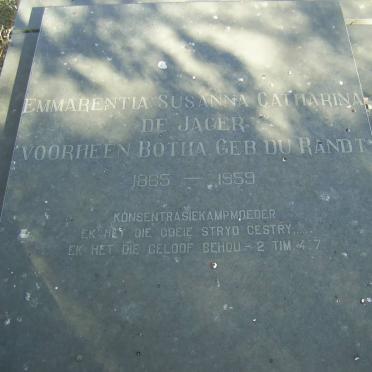 EMMARENTIA SUSANNA CATHARINA
DE JAGER
VOORHEEN BOTHA GEB DU RANDT
1865 — 1959
KONSENTRASIEKAMPMOEDER
EK HET DIE GOEIE STRYD GESTRY....
EK HET DIE GELOOF BEHOU - 2 TIM 4:7